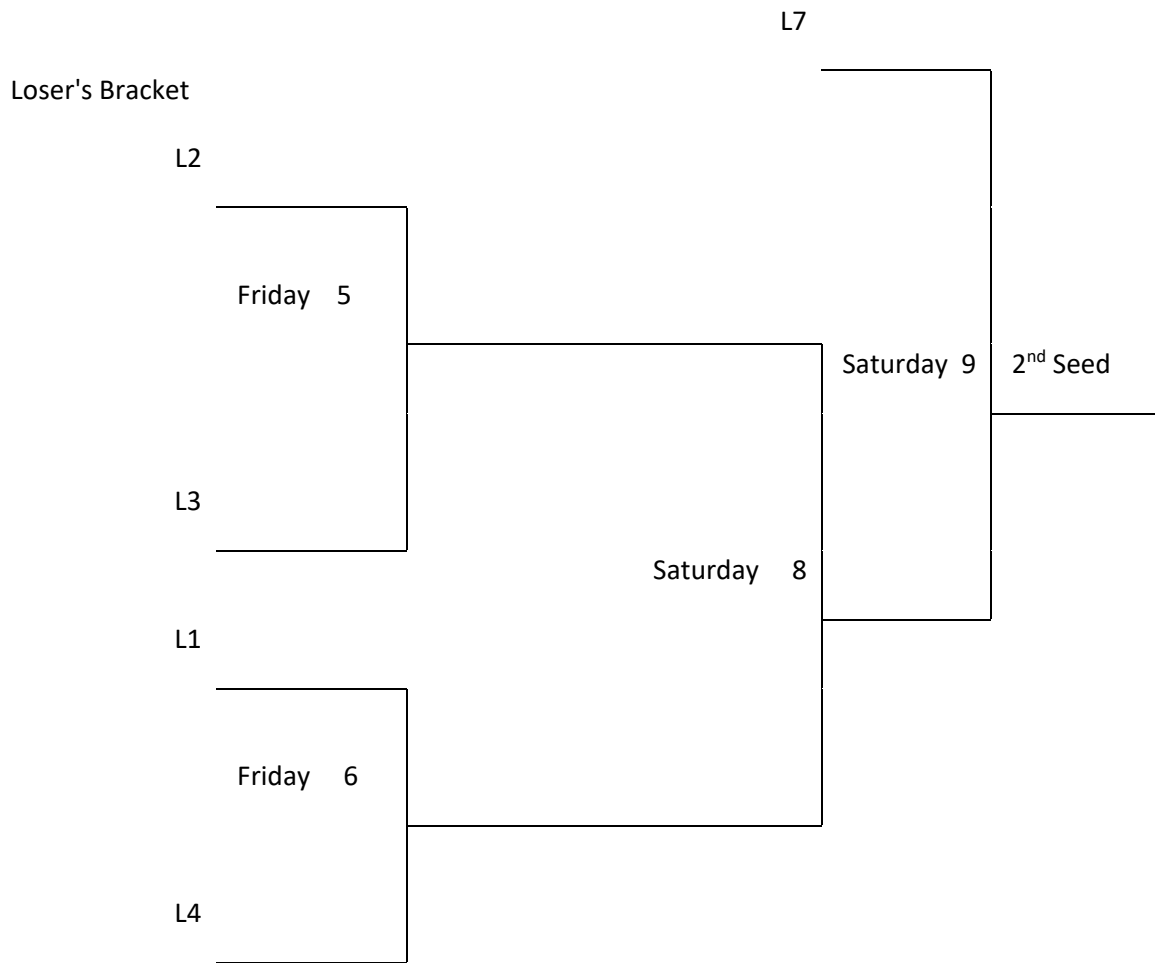 L7
Loser's Bracket
L2
Friday 5
Saturday 9
2nd Seed
L3
Saturday 8
L1
Friday 6
L4